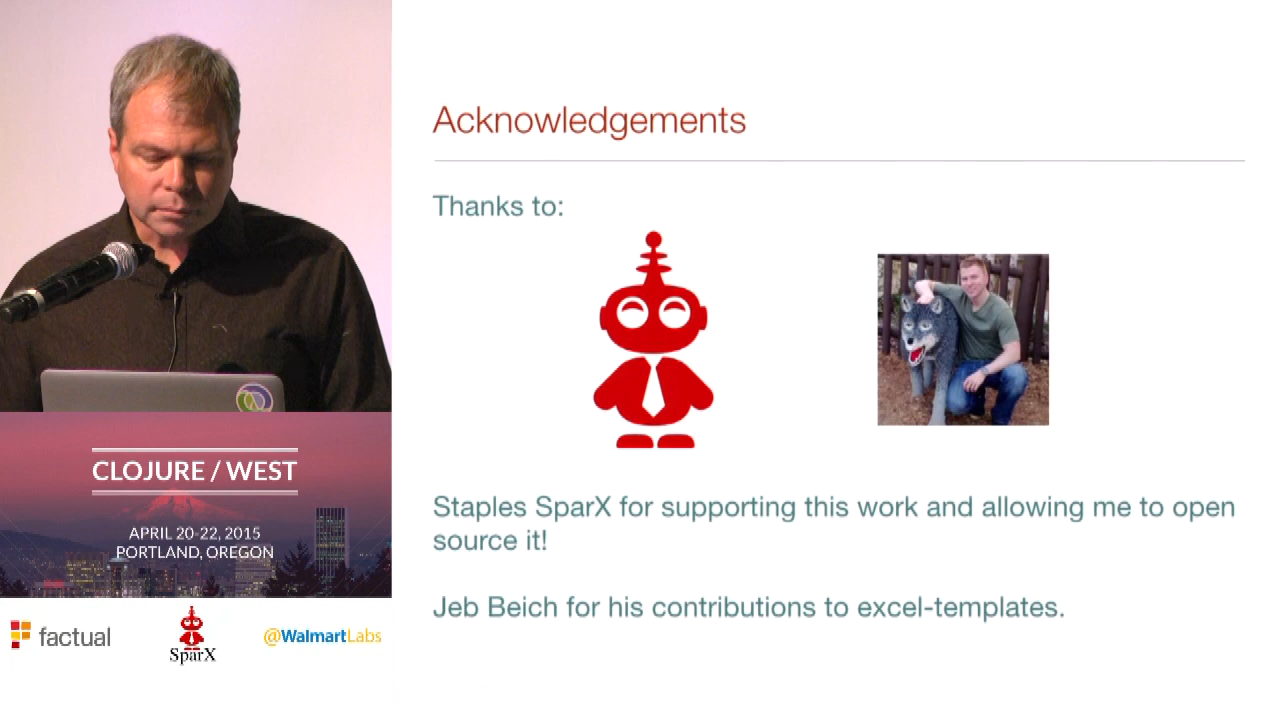 CLOJURE / WEST
APRIL 20-22, 2015
PORTLAND, OREGON
factual
SparX
@WalmartLabs
Acknowledgements
Thanks to:
Staples SparX for supporting this work and allowing me to open
source it!
Jeb Beich for his contributions to excel-templates.